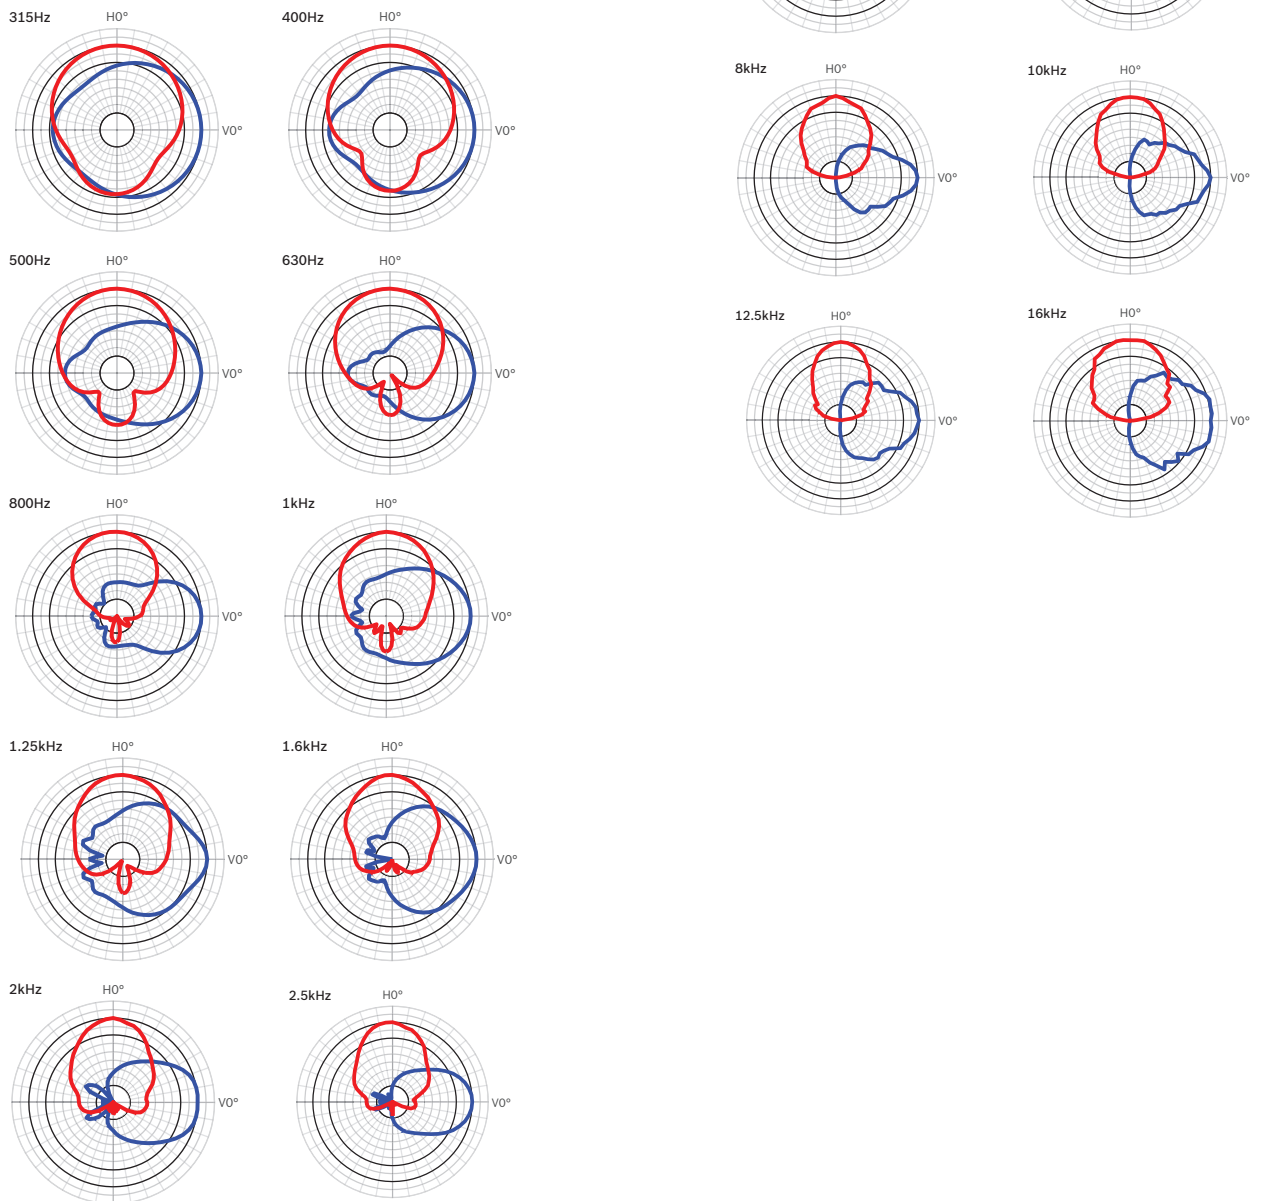 315Hz H0° V0°
400Hz H0° V0°
500Hz H0° V0°
630Hz H0° V0°
800Hz H0° V0°
1kHz H0° V0°
1.25kHz H0° V0°
1.6kHz H0° V0°
2kHz H0° V0°
2.5kHz H0° V0°
8kHz H0° V0°
10kHz H0° V0°
12.5kHz H0° V0°
16kHz H0° V0°